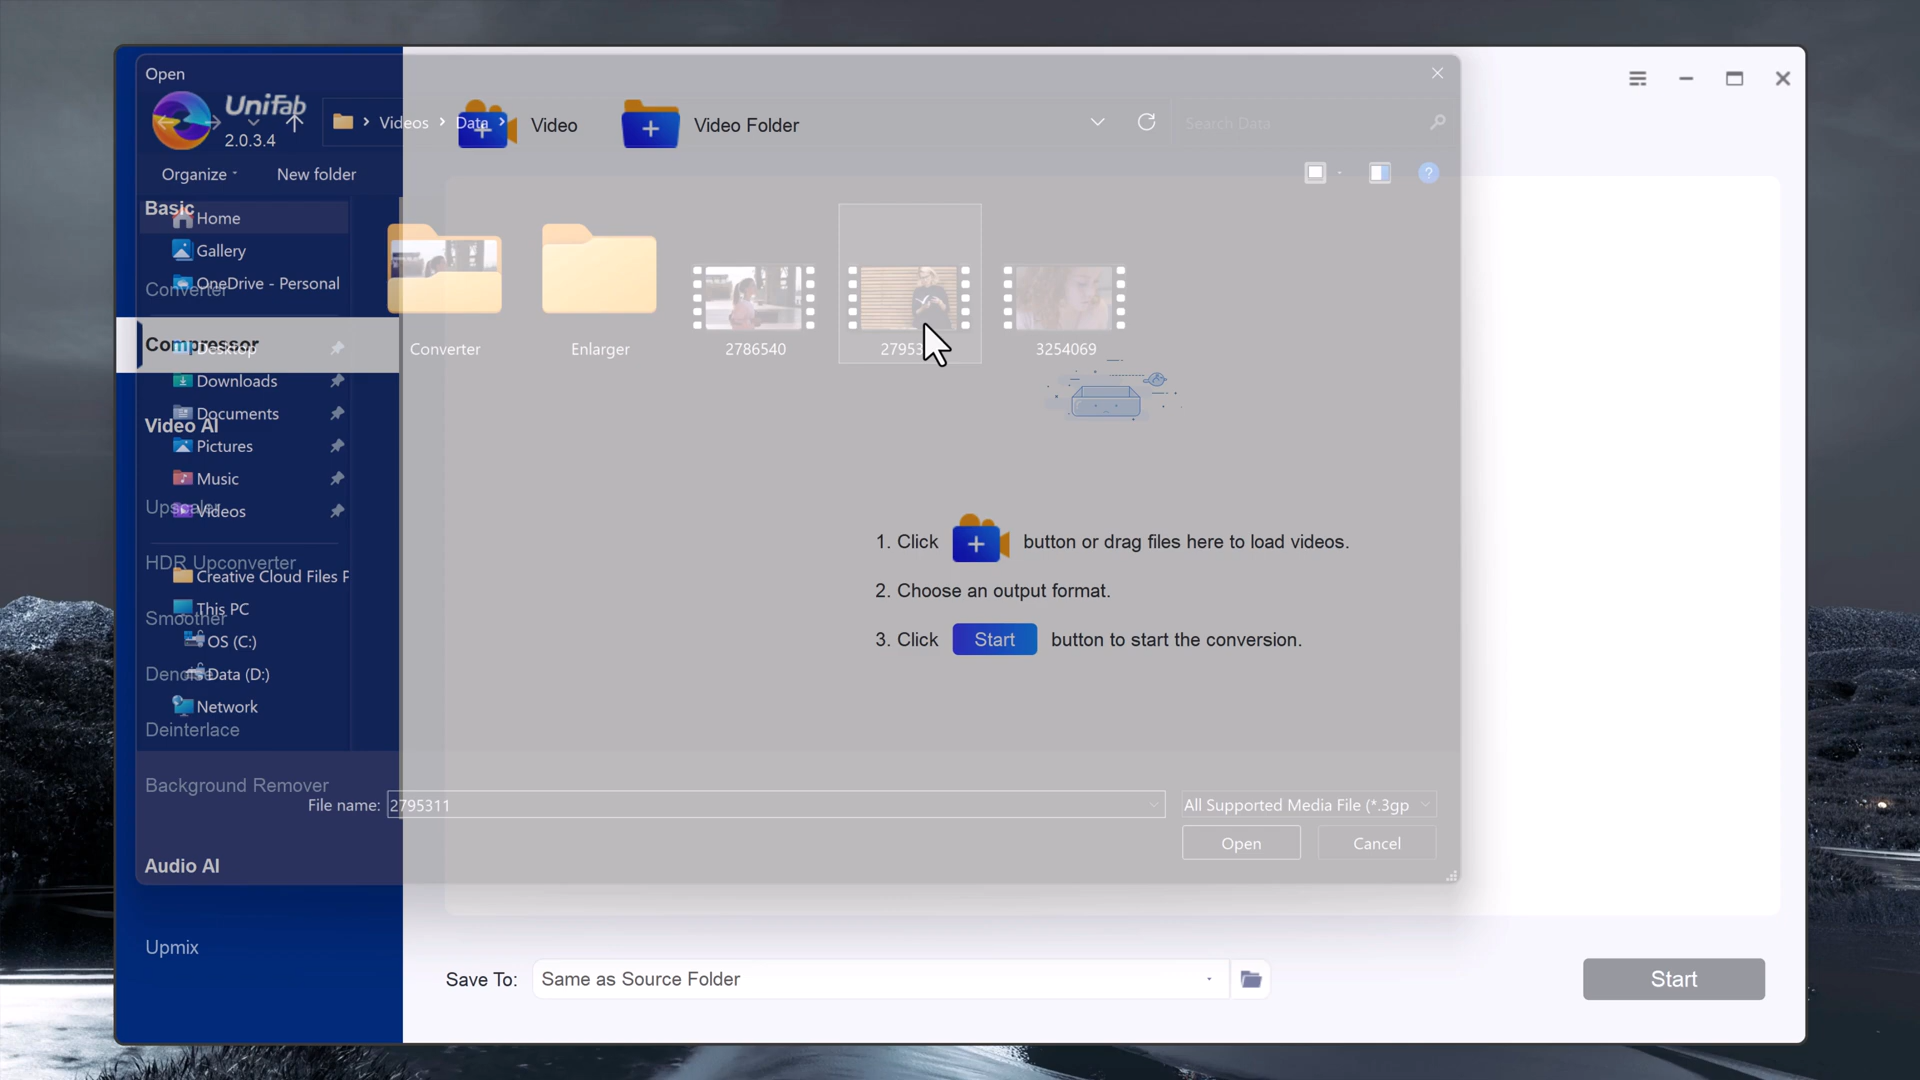 Open
UniFab
2.0.3.4
Videos
Data
Video
Video Folder
Search Data
Organize
New folder
Basic
Home
Gallery
OneDrive - Personal
Converter
Compressor
Desktop
Downloads
Documents
Video AI
Pictures
Music
Upscaler
Videos
HDR Upconverter
Creative Cloud Files F
This PC
Smoother
OS (C:)
Denoise
Data (D:)
Network
Deinterlace
Background Remover
Audio AI
Upmix
Converter
Enlarger
2786540
2795311
3254069
1. Click button or drag files here to load videos.
2. Choose an output format.
3. Click Start button to start the conversion.
File name: 2795311
All Supported Media File (*.3gp
Open
Cancel
Save To: Same as Source Folder
Start